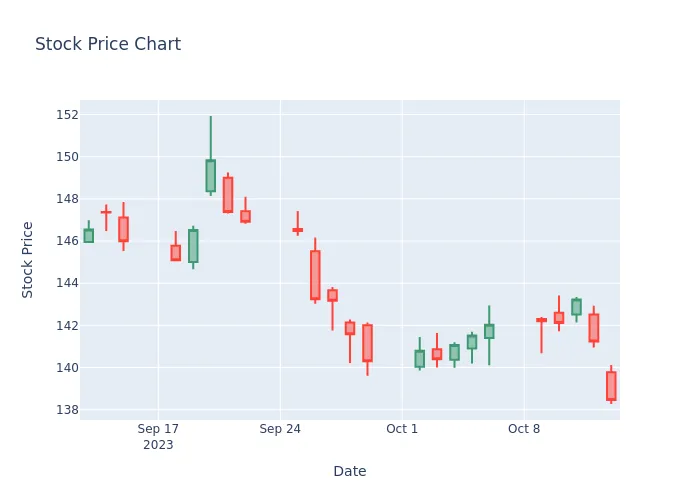 Stock Price Chart
152
150
148
146
144
142
140
138
Stock Price
Sep 17
2023
Sep 24
Oct 1
Oct 8
Date